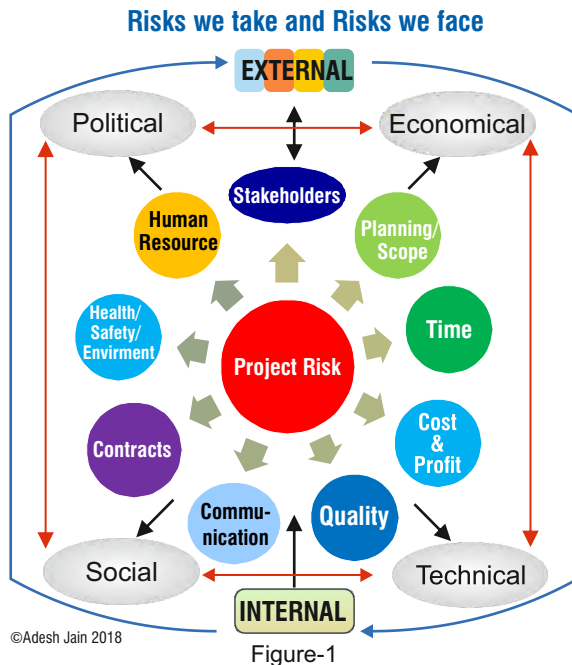 Risks we take and Risks we face
EXTERNAL
Political
Economical
Stakeholders
Human
Resource
Planning/
Scope
Health/
Safety/
Envirment
Time
Project Risk
Contracts
Cost
&
Profit
Commu-
nication
Quality
Social
Technical
INTERNAL
©Adesh Jain 2018
Figure-1